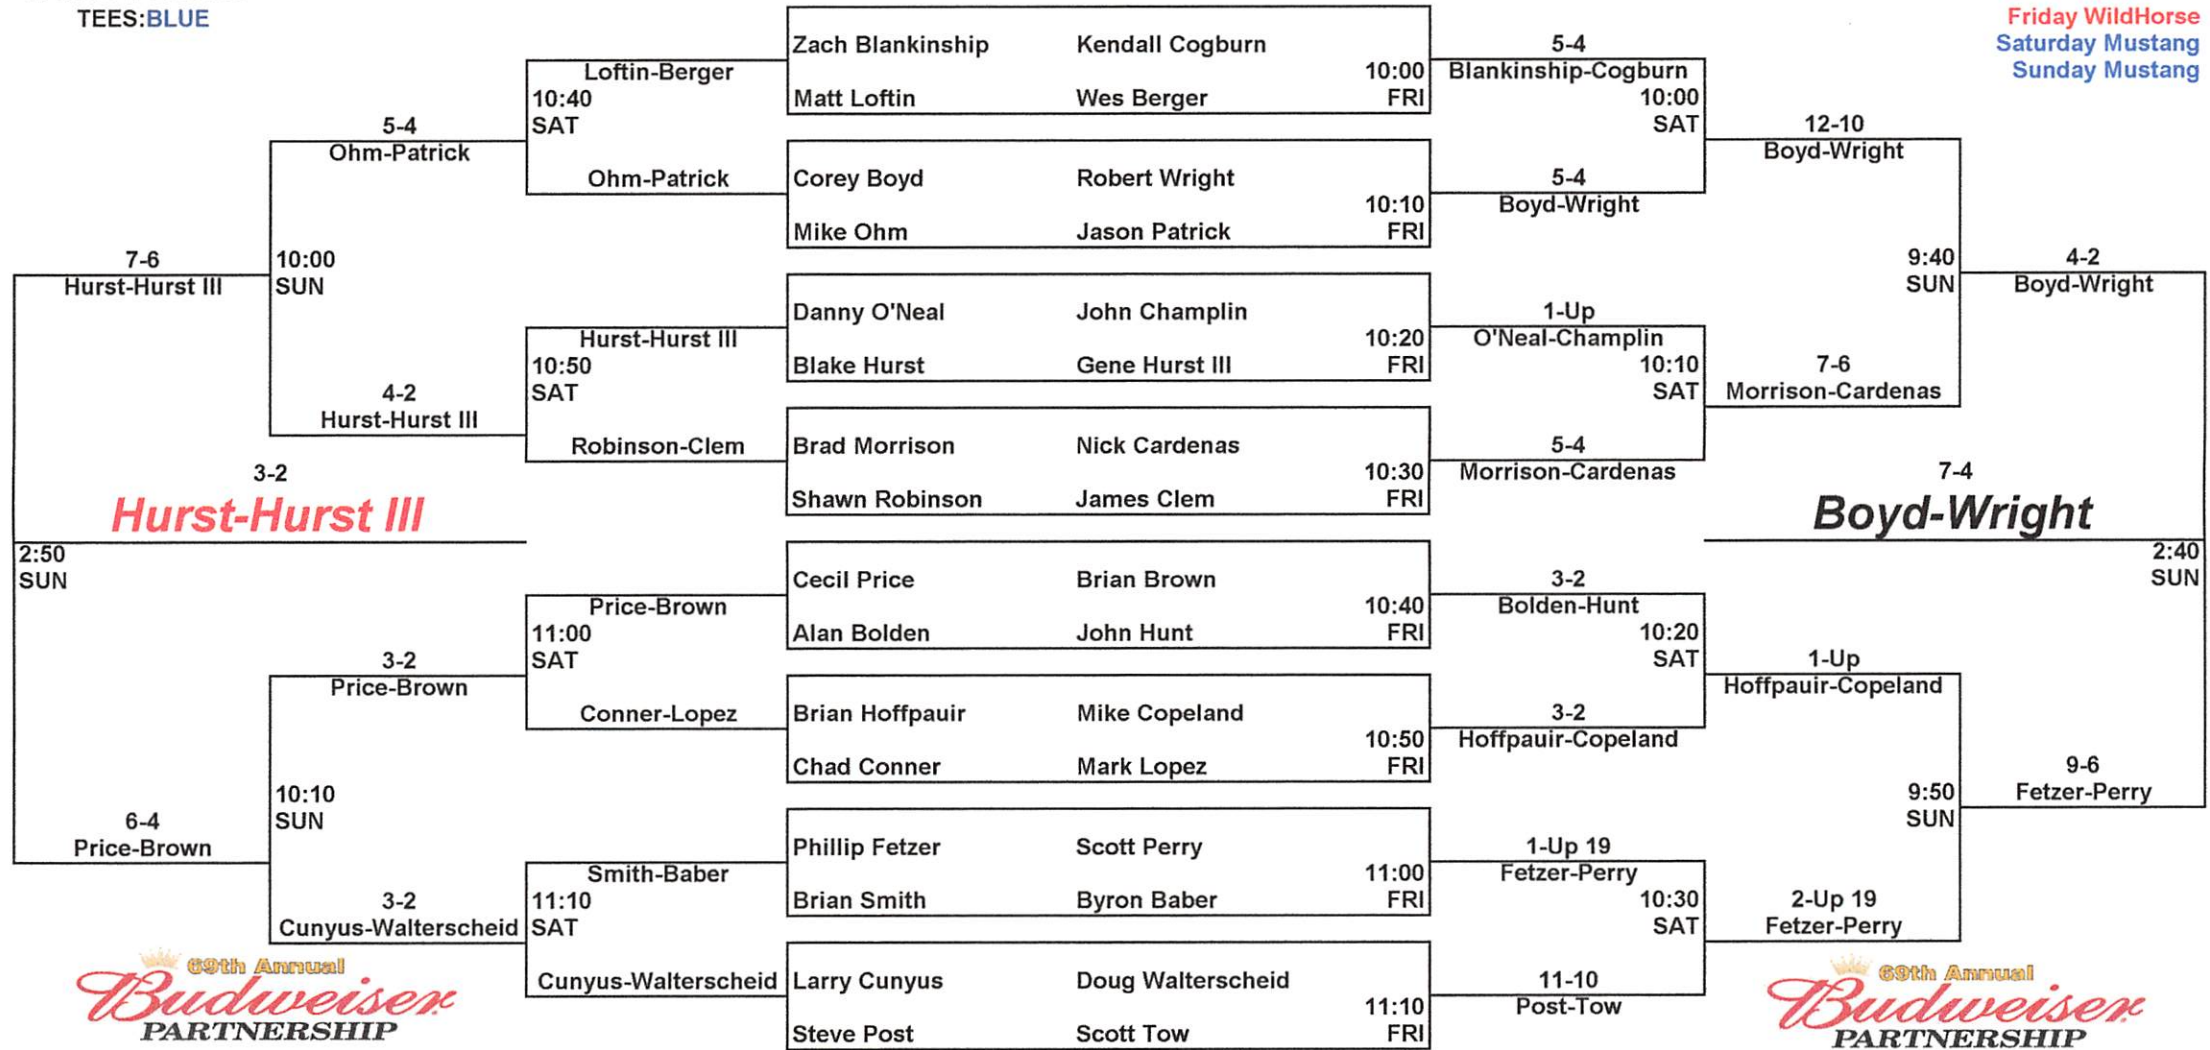 TEES:BLUE
Friday WildHorse
Saturday Mustang
Sunday Mustang
Zach Blankinship Kendall Cogburn
10:00
Matt Loftin Wes Berger FRI
Corey Boyd Robert Wright
10:10
Mike Ohm Jason Patrick FRI
Danny O'Neal John Champlin
10:20
Blake Hurst Gene Hurst III FRI
Brad Morrison Nick Cardenas
10:30
Shawn Robinson James Clem FRI
Cecil Price Brian Brown
10:40
Alan Bolden John Hunt FRI
Brian Hoffpauir Mike Copeland
10:50
Chad Conner Mark Lopez FRI
Phillip Fetzer Scott Perry
11:00
Brian Smith Byron Baber FRI
Larry Cunyus Doug Walterscheid
11:10
Steve Post Scott Tow FRI
Loftin-Berger
10:40
SAT
Ohm-Patrick
Hurst-Hurst III
10:50
SAT
Robinson-Clem
Price-Brown
11:00
SAT
Conner-Lopez
Smith-Baber
11:10
SAT
Cunyus-Walterscheid
5-4
Ohm-Patrick
10:00
SUN
4-2
Hurst-Hurst III
3-2
Price-Brown
10:10
SUN
3-2
Cunyus-Walterscheid
7-6
Hurst-Hurst III
3-2
Hurst-Hurst III
2:50
SUN
6-4
Price-Brown
5-4
Blankinship-Cogburn
10:00
SAT
5-4
Boyd-Wright
1-Up
O'Neal-Champlin
10:10
SAT
5-4
Morrison-Cardenas
3-2
Bolden-Hunt
10:20
SAT
3-2
Hoffpauir-Copeland
1-Up 19
Fetzer-Perry
10:30
SAT
11-10
Post-Tow
12-10
Boyd-Wright
9:40
SUN
7-6
Morrison-Cardenas
1-Up
Hoffpauir-Copeland
9:50
SUN
2-Up 19
Fetzer-Perry
4-2
Boyd-Wright
7-4
Boyd-Wright
2:40
SUN
9-6
Fetzer-Perry
69th Annual
Budweiser
PARTNERSHIP
69th Annual
Budweiser
PARTNERSHIP